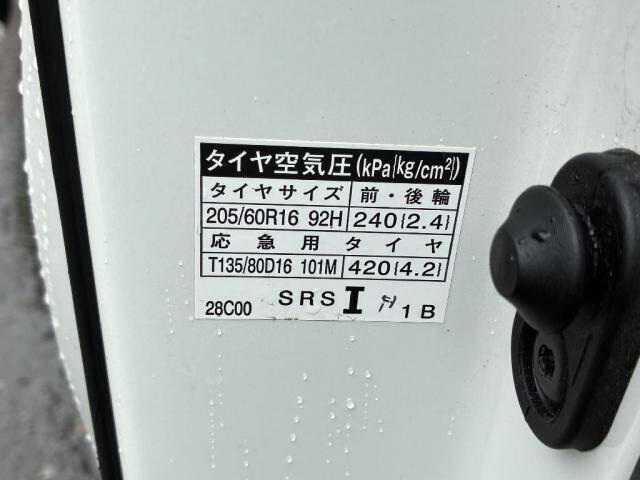 タイヤ空気圧(kPa{kg/cm²})
タイヤサイズ 前・後輪
205/60R16 92H 240{2.4}
応急用タイヤ
T135/80D16 101M 420{4.2}
28C00 SRS I 1B